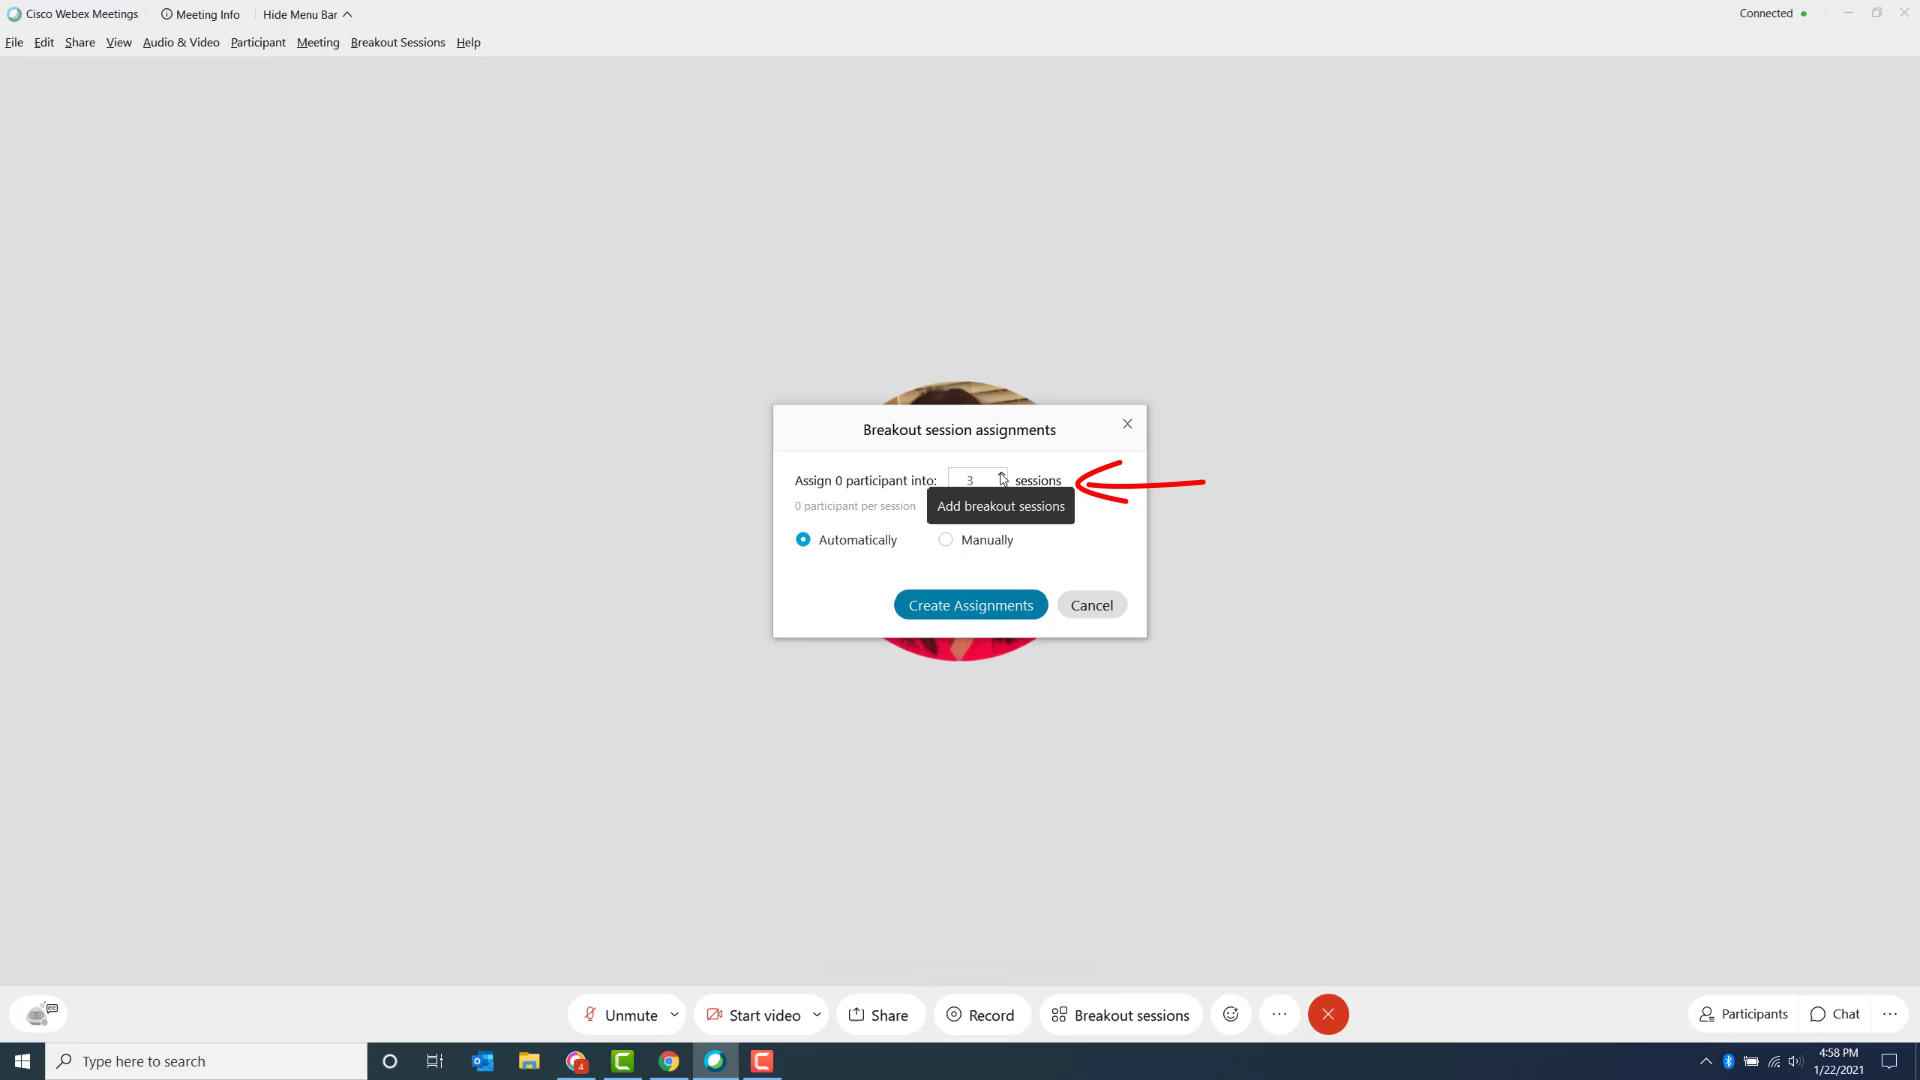 Cisco Webex Meetings Meeting Info Hide Menu Bar Connected
File Edit Share View Audio & Video Participant Meeting Breakout Sessions Help
Breakout session assignments
Assign 0 participant into: 3 sessions
0 participant per session
Add breakout sessions
Automatically Manually
Create Assignments Cancel
Unmute Start video Share Record Breakout sessions Participants Chat
Type here to search
4
4:58 PM
1/22/2021